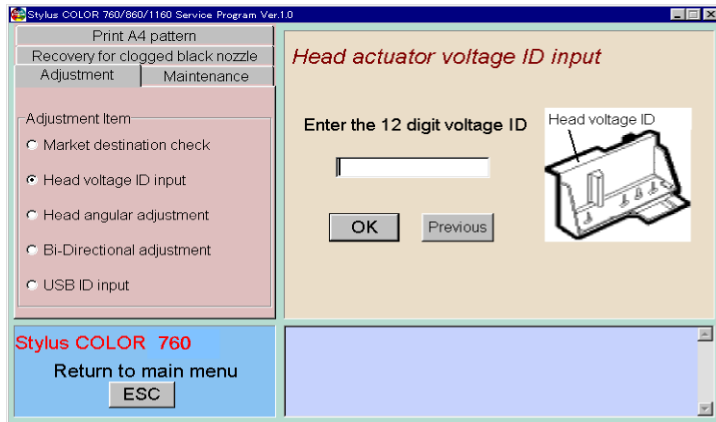 Stylus COLOR 760/860/1160 Service Program Ver.1.0
Print A4 pattern
Recovery for clogged black nozzle
Adjustment
Maintenance
Adjustment Item
Market destination check
Head voltage ID input
Head angular adjustment
Bi-Directional adjustment
USB ID input
Head actuator voltage ID input
Enter the 12 digit voltage ID
Head voltage ID
OK
Previous
Stylus COLOR 760
Return to main menu
ESC